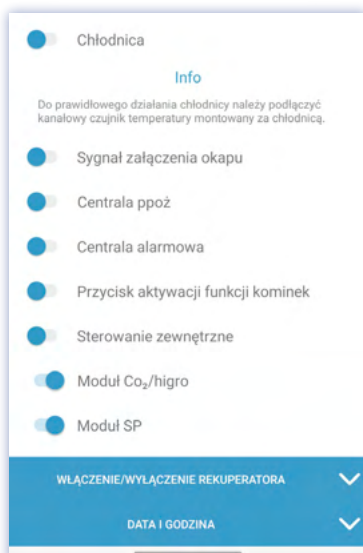 Chłodnica
Info
Do prawidłowego działania chłodnicy należy podłączyć
kanałowy czujnik temperatury montowany za chłodnicą.
Sygnał załączenia okapu
Centrala ppoż
Centrala alarmowa
Przycisk aktywacji funkcji kominek
Sterowanie zewnętrzne
Moduł Co₂/higro
Moduł SP
WŁĄCZENIE/WYŁĄCZENIE REKUPERATORA
DATA I GODZINA